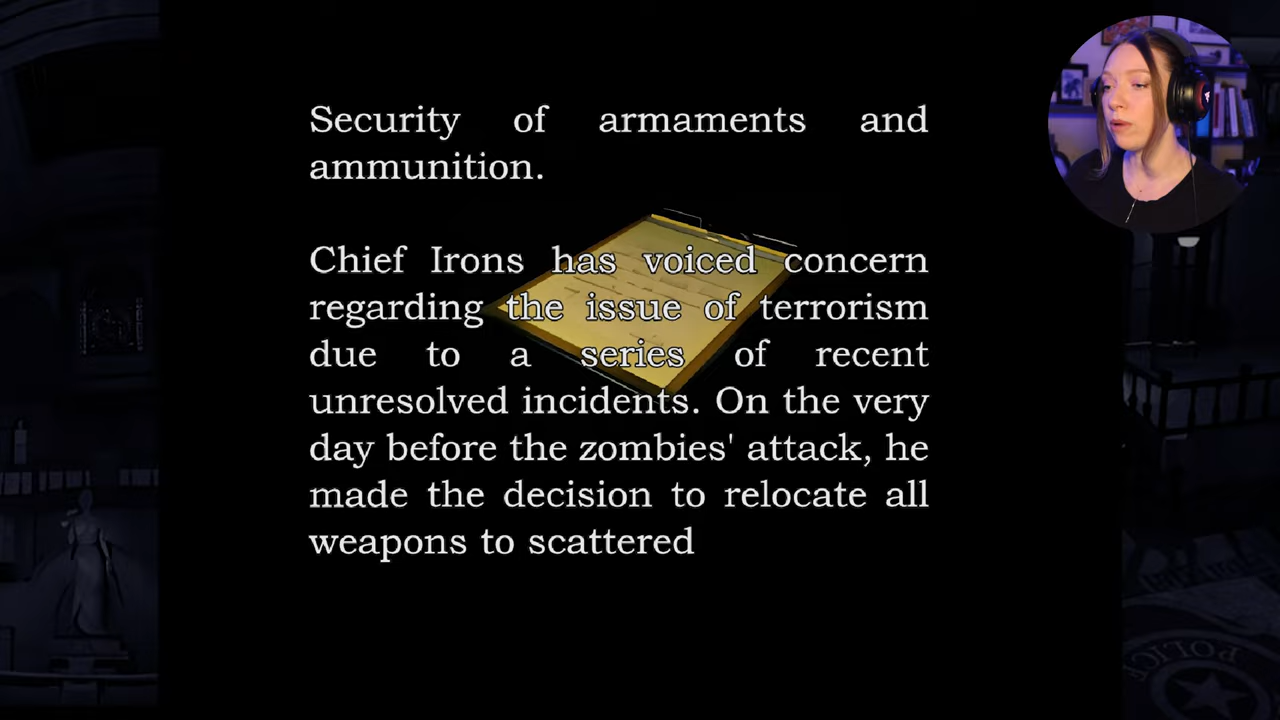 Security of armaments and
ammunition.
Chief Irons has voiced concern
regarding the issue of terrorism
due to a series of recent
unresolved incidents. On the very
day before the zombies' attack, he
made the decision to relocate all
weapons to scattered
POLICE